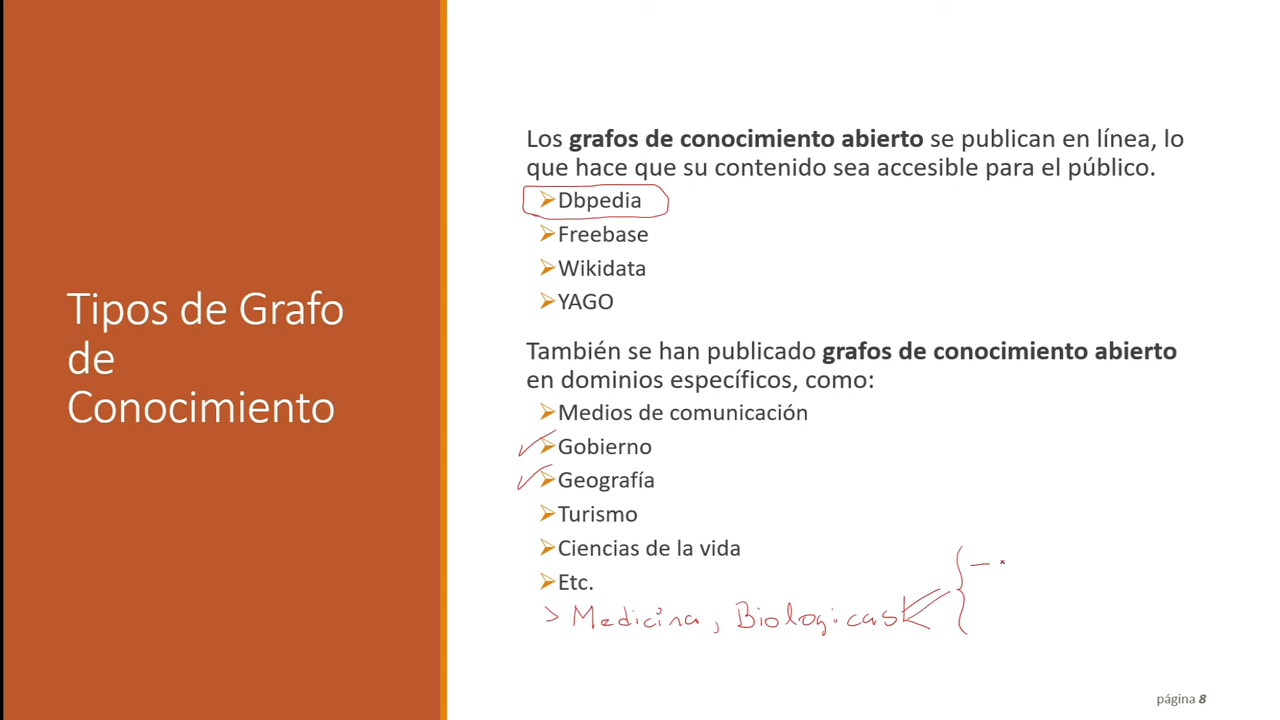 Tipos de Grafo
de
Conocimiento
Los grafos de conocimiento abierto se publican en línea, lo
que hace que su contenido sea accesible para el público.
Dbpedia
Freebase
Wikidata
YAGO
También se han publicado grafos de conocimiento abierto
en dominios específicos, como:
Medios de comunicación
Gobierno
Geografía
Turismo
Ciencias de la vida
Etc.
> Medicina, Biologicas
página 8